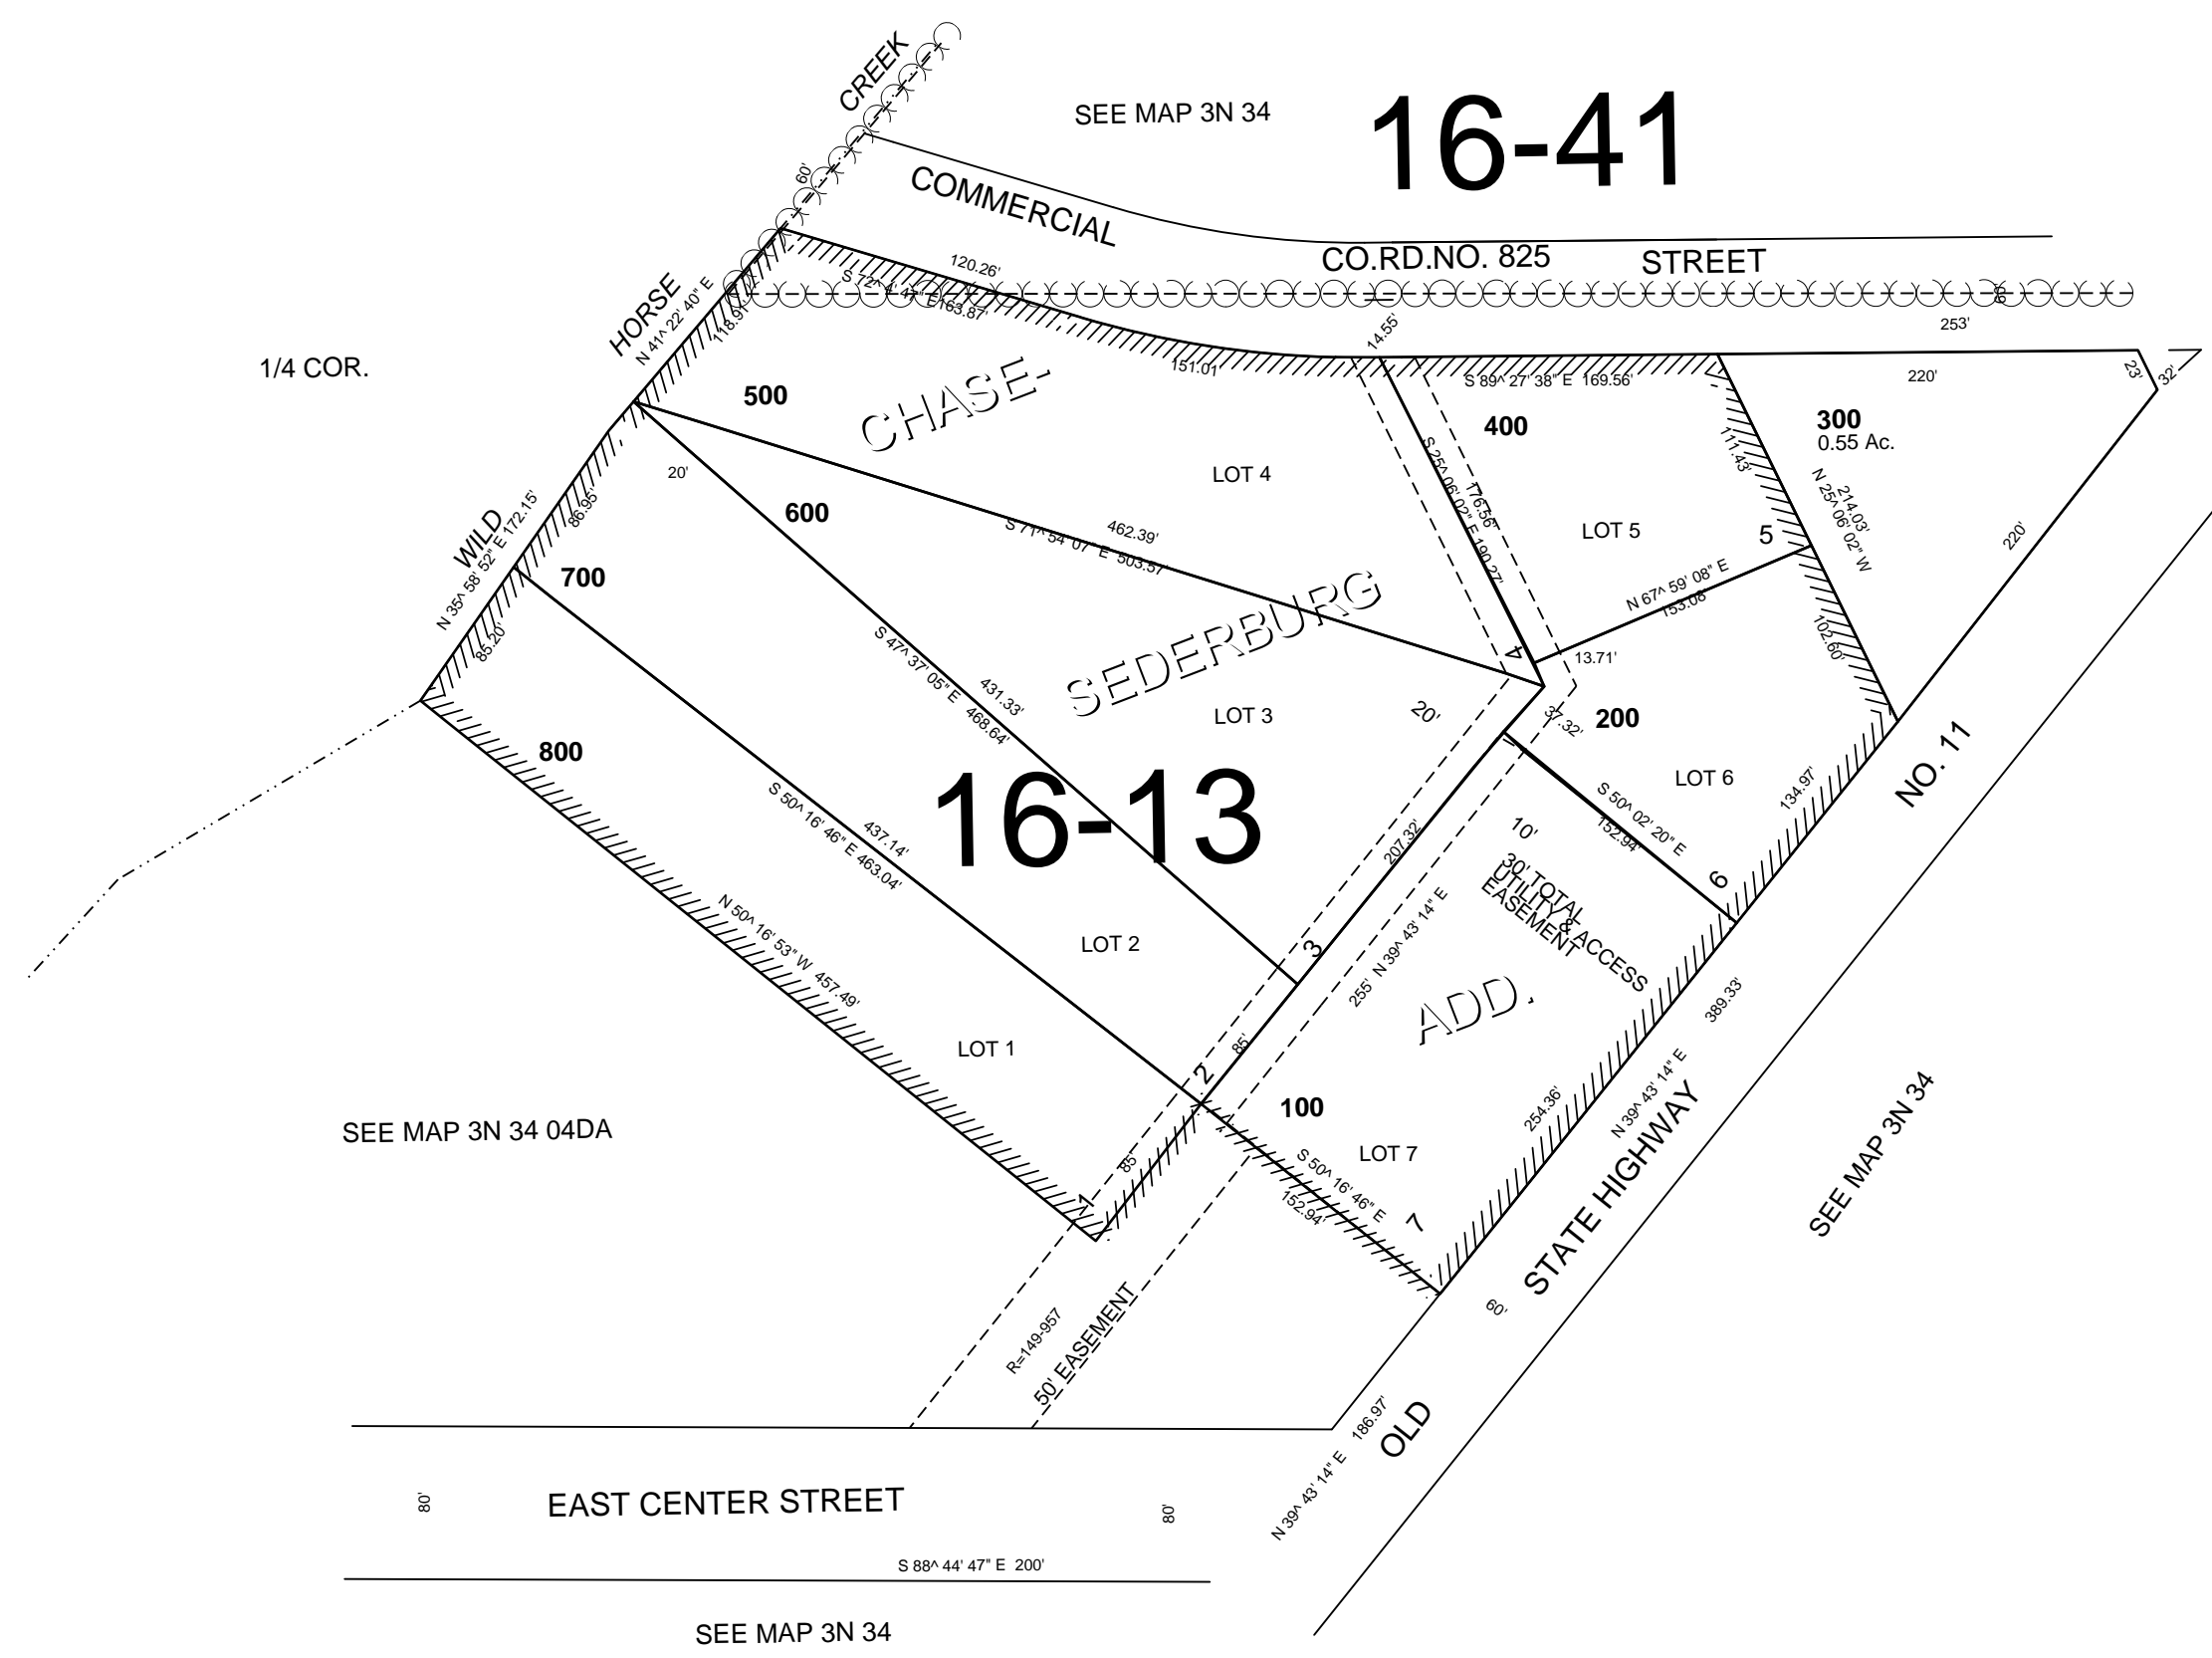 CREEK
SEE MAP 3N 34
16-41
60'
COMMERCIAL
CO.RD.NO. 825
STREET
120.26'
S 72^ 4' 47" E 163.87'
60'
253'
HORSE
N 41^ 22' 40" E
118.91'
14.55'
151.01'
S 89^ 27' 38" E 169.56'
220'
23'
32'
1/4 COR.
500
CHASE-
400
300
0.55 Ac.
111.43'
20'
LOT 4
S 25^ 06' 02" E 190.27'
176.56'
214.03'
N 25^ 06' 02" W
WILD
N 35^ 58' 52" E 172.15'
86.95'
600
462.39'
S 71^ 54' 07" E 503.57'
LOT 5
5
220'
700
SEDERBURG
N 67^ 59' 08" E
153.08'
85.20'
S 47^ 37' 05" E 468.64'
431.33'
4
13.71'
102.60'
LOT 3
20'
37.32'
200
800
NO. 11
16-13
LOT 6
S 50^ 16' 46" E 463.04'
437.14'
207.32'
10'
S 50^ 02' 20" E
152.94'
134.97'
30' TOTAL
UTILITY & ACCESS
EASEMENT
6
N 50^ 16' 53" W 457.49'
LOT 2
3
255' N 39^ 43' 14" E
ADD.
389.33'
LOT 1
85'
2
N 39^ 43' 14" E
100
254.36'
SEE MAP 3N 34 04DA
85'
LOT 7
S 50^ 16' 46" E
152.94'
7
1
STATE HIGHWAY
SEE MAP 3N 34
R=149-957
50' EASEMENT
60'
N 39^ 43' 14" E 186.97'
OLD
80'
EAST CENTER STREET
80'
S 88^ 44' 47" E 200'
SEE MAP 3N 34